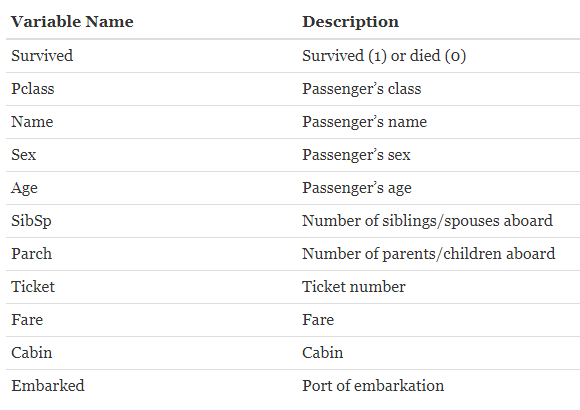 Variable Name Description
Survived Survived (1) or died (0)
Pclass Passenger’s class
Name Passenger’s name
Sex Passenger’s sex
Age Passenger’s age
SibSp Number of siblings/spouses aboard
Parch Number of parents/children aboard
Ticket Ticket number
Fare Fare
Cabin Cabin
Embarked Port of embarkation